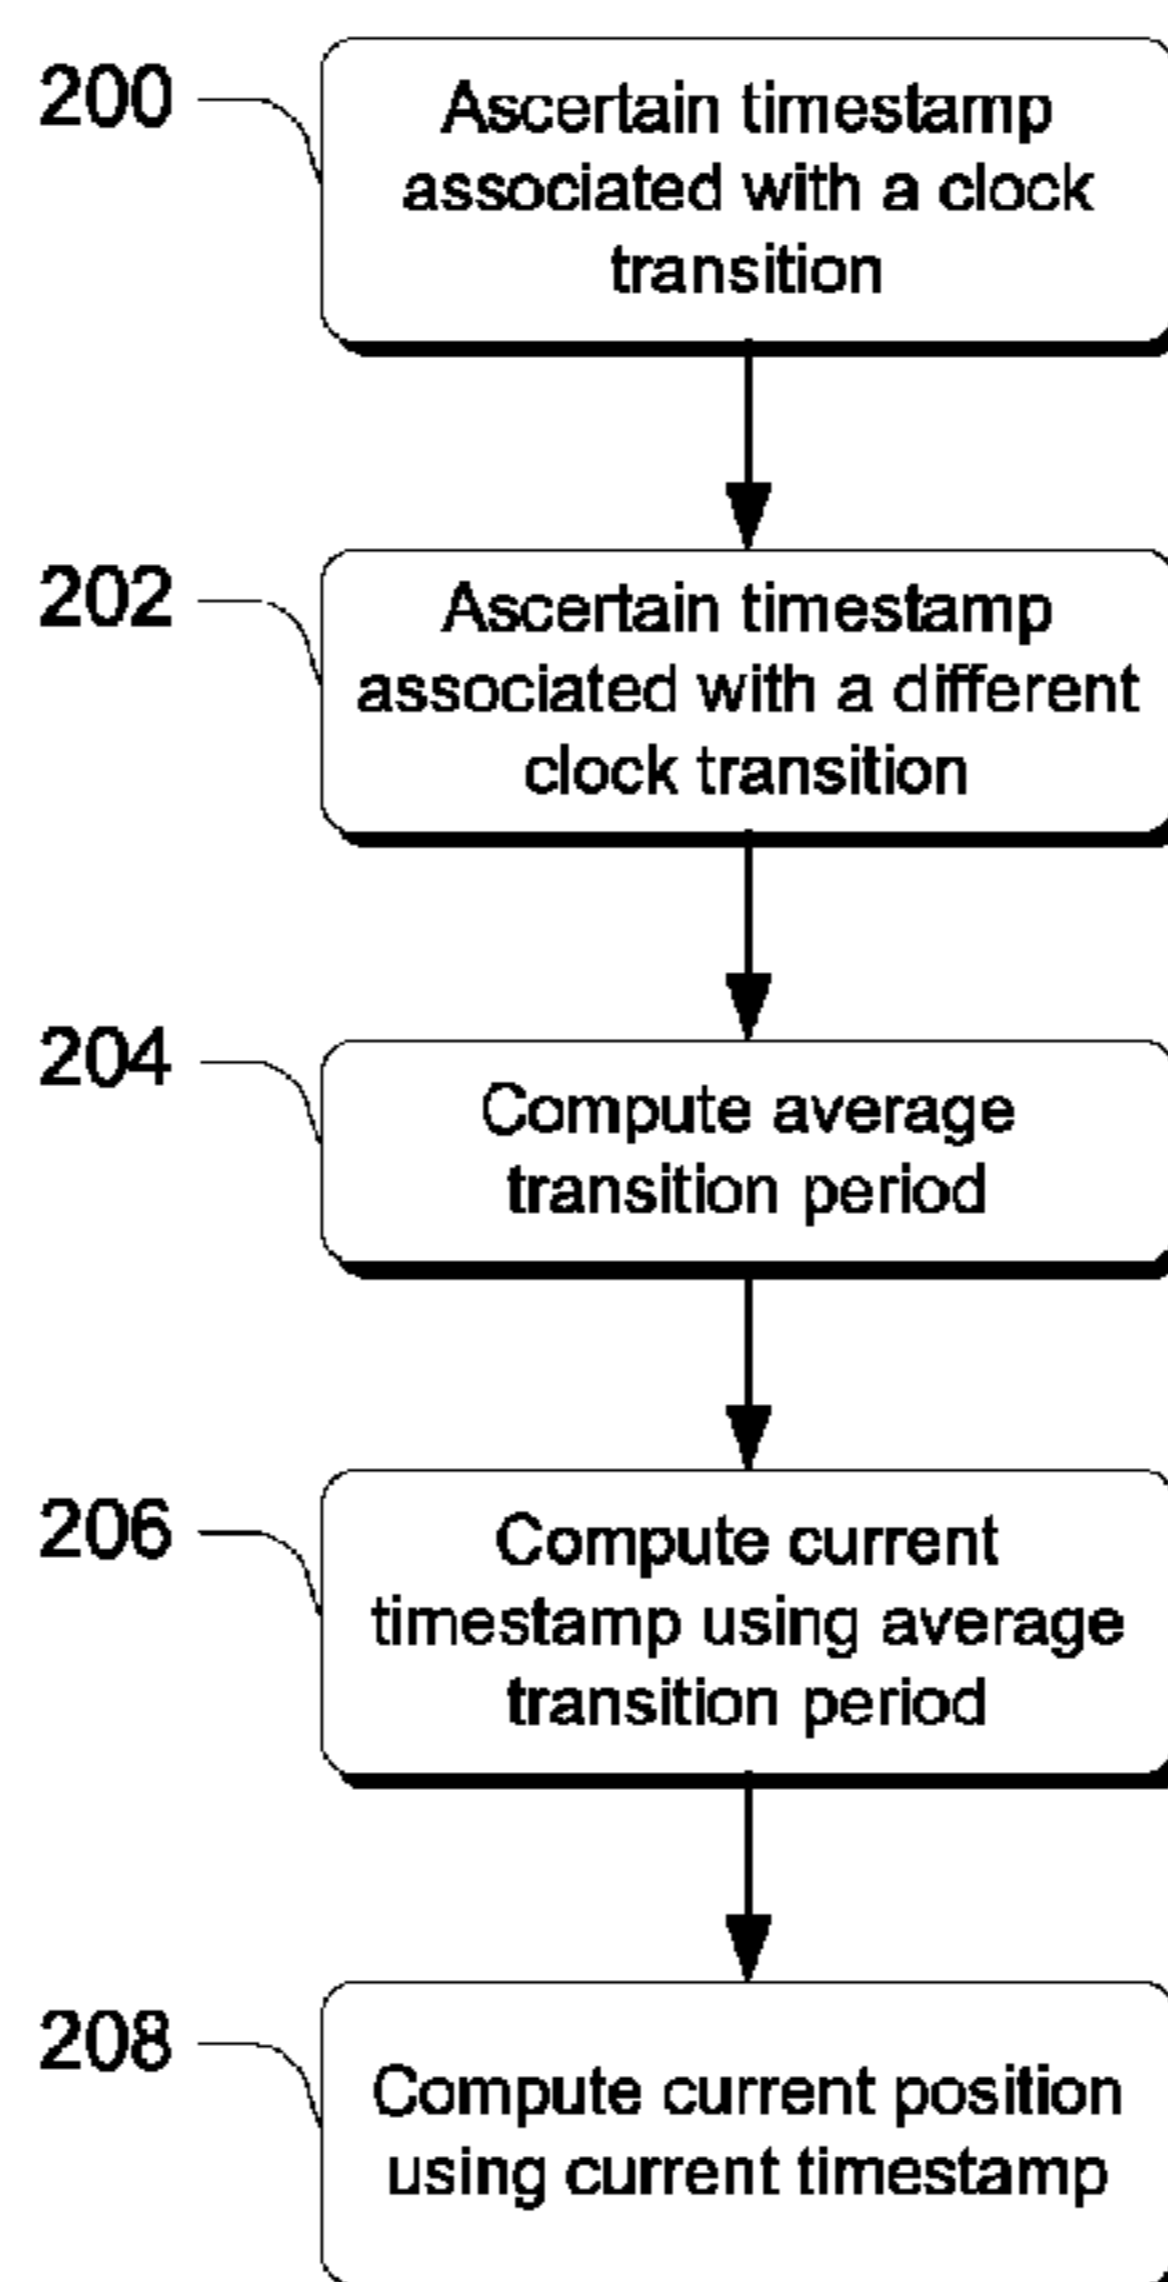 200
Ascertain timestamp
associated with a clock
transition
202
Ascertain timestamp
associated with a different
clock transition
204
Compute average
transition period
206
Compute current
timestamp using average
transition period
208
Compute current position
using current timestamp